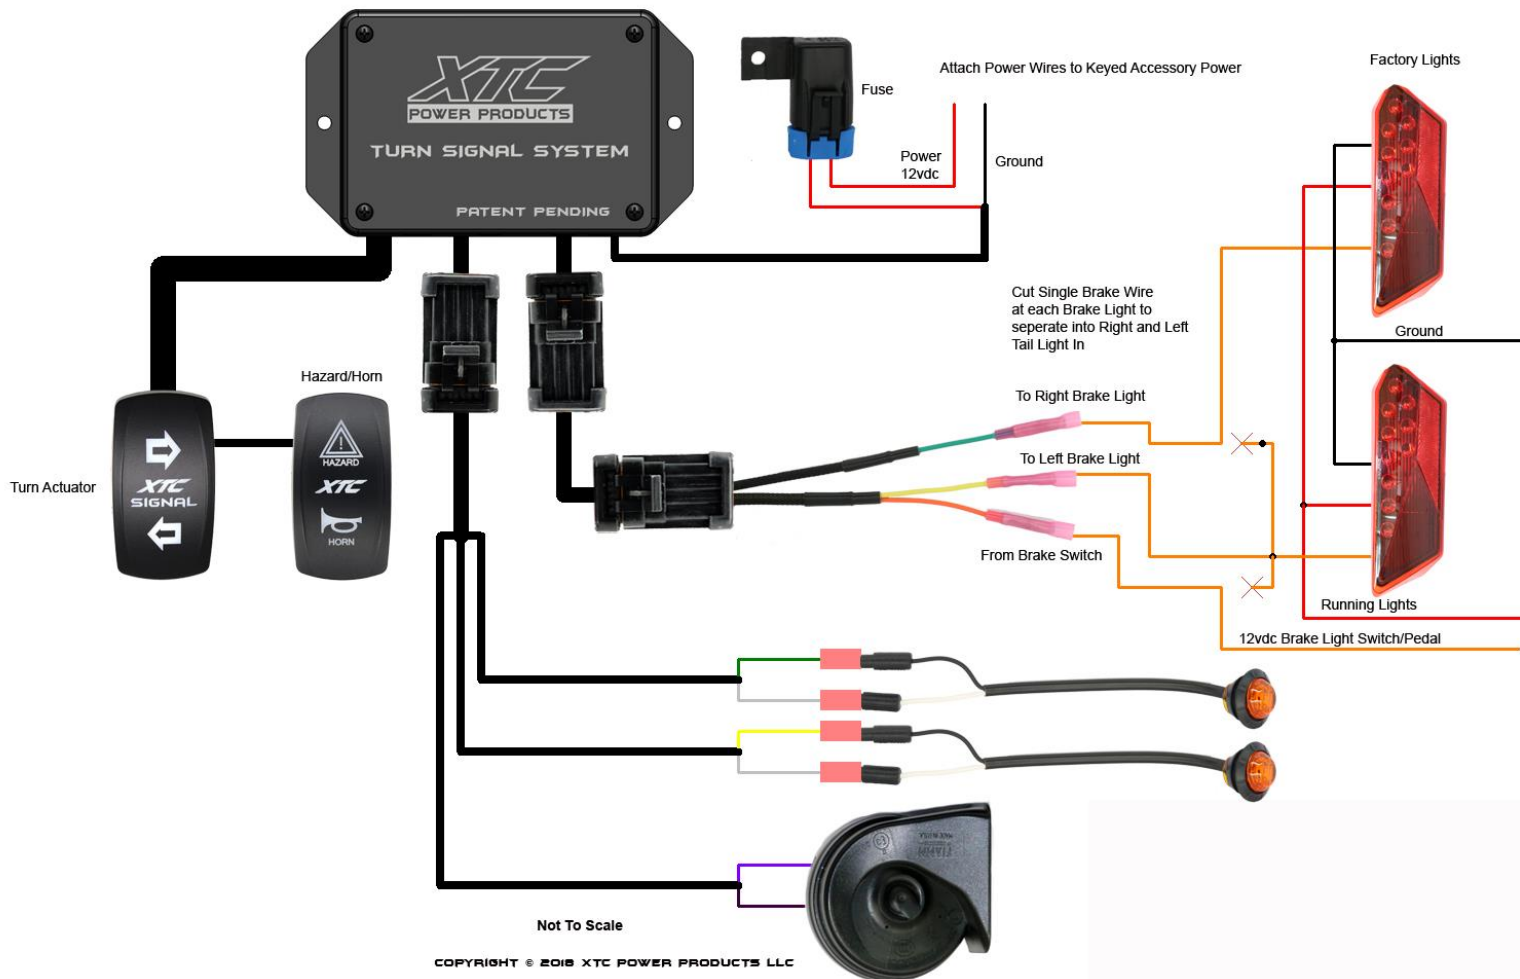 XTC
POWER PRODUCTS
TURN SIGNAL SYSTEM
PATENT PENDING
Fuse
Attach Power Wires to Keyed Accessory Power
Power
12vdc
Ground
Factory Lights
Cut Single Brake Wire
at each Brake Light to
seperate into Right and Left
Tail Light In
Ground
Hazard/Horn
To Right Brake Light
Turn Actuator
XTC
SIGNAL
HAZARD
XTC
HORN
To Left Brake Light
From Brake Switch
Running Lights
12vdc Brake Light Switch/Pedal
Not To Scale
COPYRIGHT © 2018 XTC POWER PRODUCTS LLC